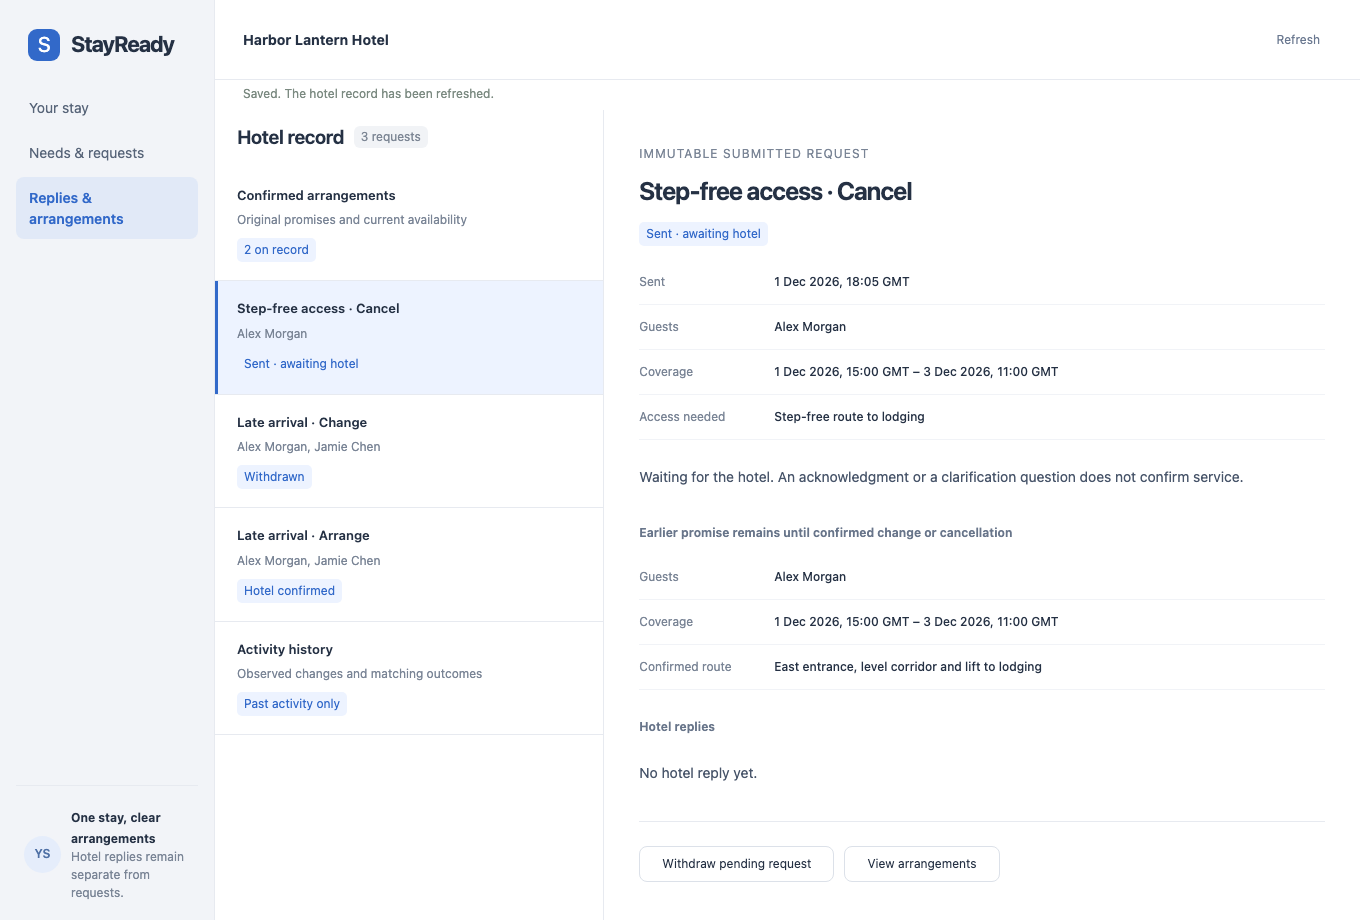 S StayReady
Your stay
Needs & requests
Replies &
arrangements
YS
One stay, clear
arrangements
Hotel replies remain
separate from
requests.
Harbor Lantern Hotel
Refresh
Saved. The hotel record has been refreshed.
Hotel record 3 requests
Confirmed arrangements
Original promises and current availability
2 on record
Step-free access · Cancel
Alex Morgan
Sent · awaiting hotel
Late arrival · Change
Alex Morgan, Jamie Chen
Withdrawn
Late arrival · Arrange
Alex Morgan, Jamie Chen
Hotel confirmed
Activity history
Observed changes and matching outcomes
Past activity only
IMMUTABLE SUBMITTED REQUEST
Step-free access · Cancel
Sent · awaiting hotel
Sent 1 Dec 2026, 18:05 GMT
Guests Alex Morgan
Coverage 1 Dec 2026, 15:00 GMT – 3 Dec 2026, 11:00 GMT
Access needed Step-free route to lodging
Waiting for the hotel. An acknowledgment or a clarification question does not confirm service.
Earlier promise remains until confirmed change or cancellation
Guests Alex Morgan
Coverage 1 Dec 2026, 15:00 GMT – 3 Dec 2026, 11:00 GMT
Confirmed route East entrance, level corridor and lift to lodging
Hotel replies
No hotel reply yet.
Withdraw pending request View arrangements